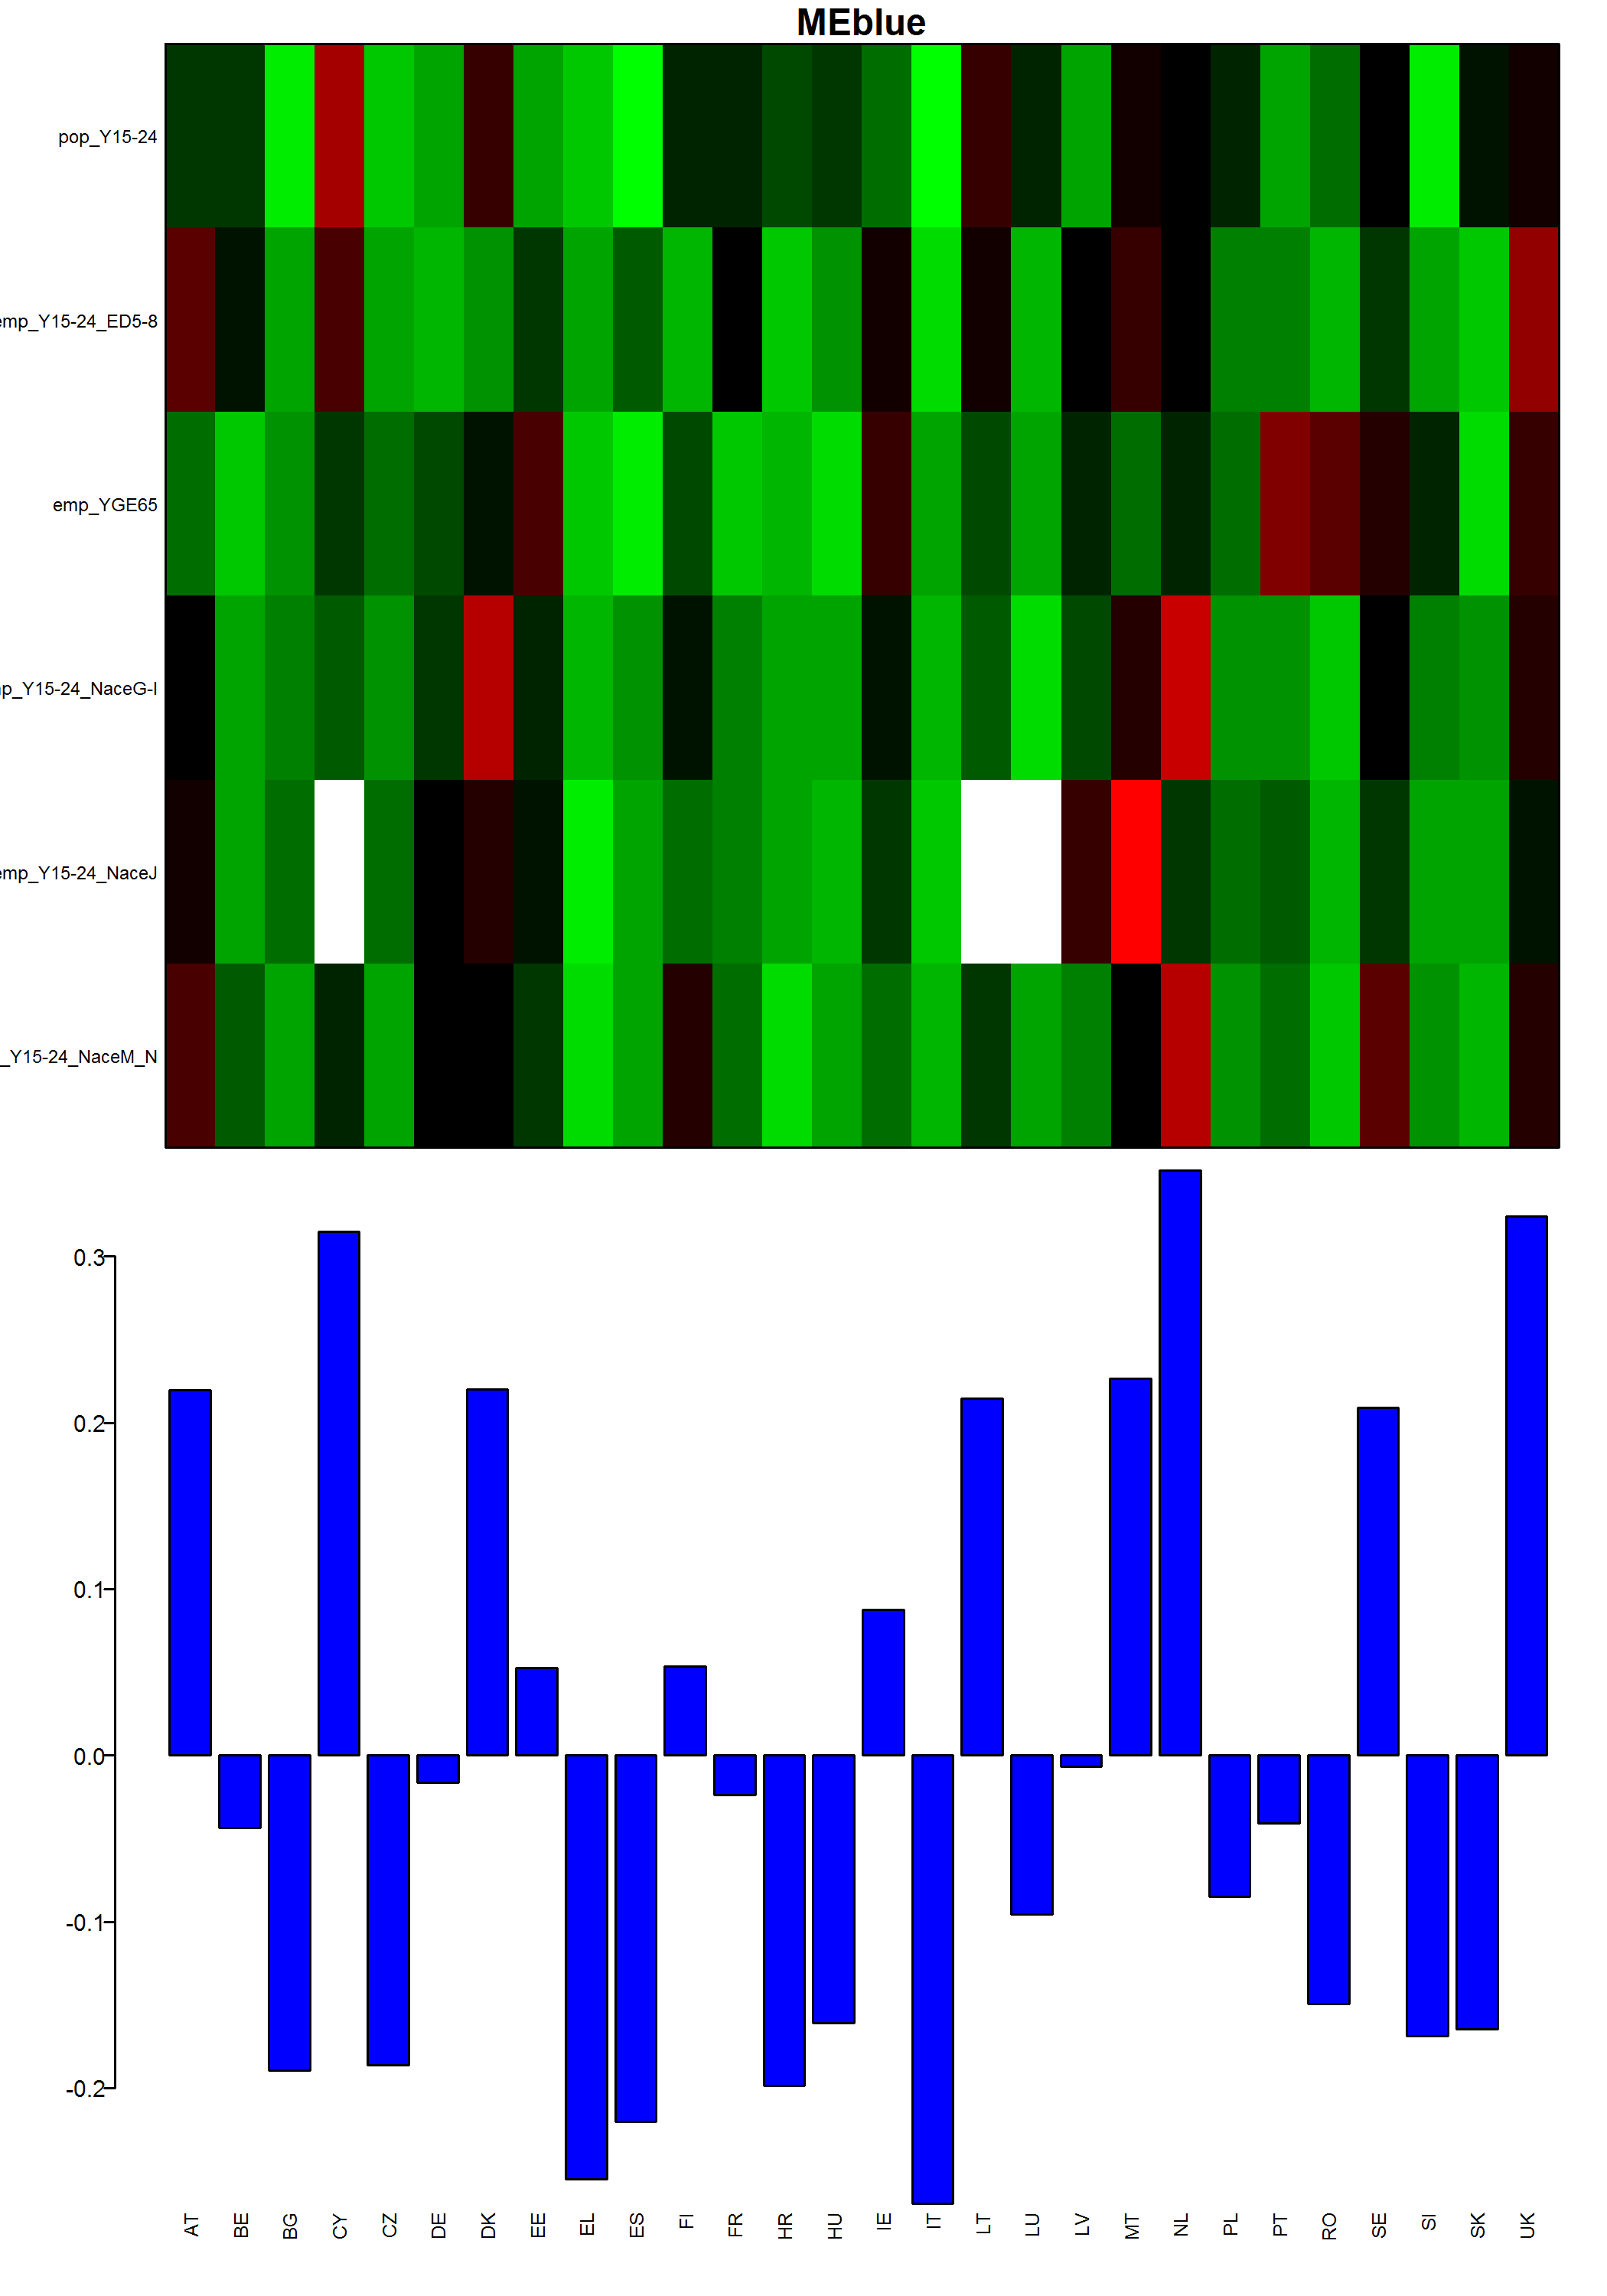 MEblue
pop_Y15-24
emp_Y15-24_ED5-8
emp_YGE65
p_Y15-24_NaceG-I
emp_Y15-24_NaceJ
_Y15-24_NaceM_N
0.3
0.2
0.1
0.0
-0.1
-0.2
AT BE BG CY CZ DE DK EE EL ES FI FR HR HU IE IT LT LU LV MT NL PL PT RO SE SI SK UK